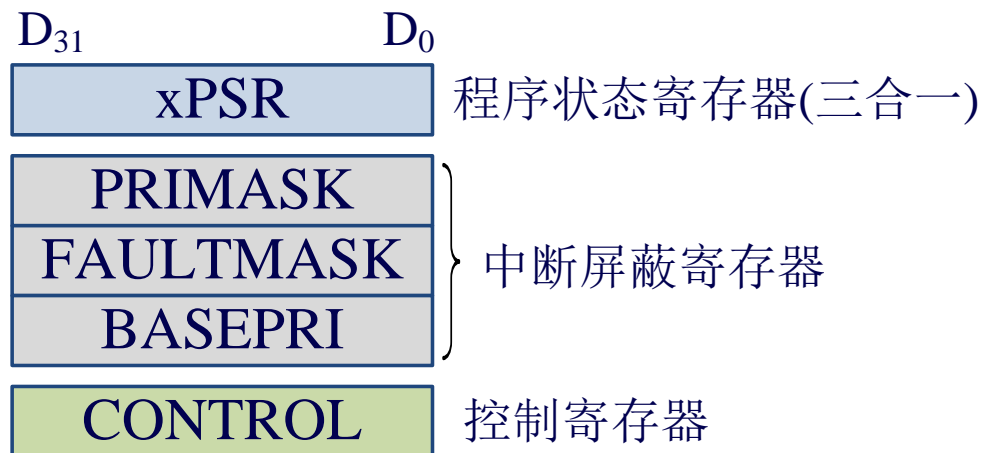 D31 D0
xPSR 程序状态寄存器(三合一)
PRIMASK
FAULTMASK 中断屏蔽寄存器
BASEPRI
CONTROL 控制寄存器